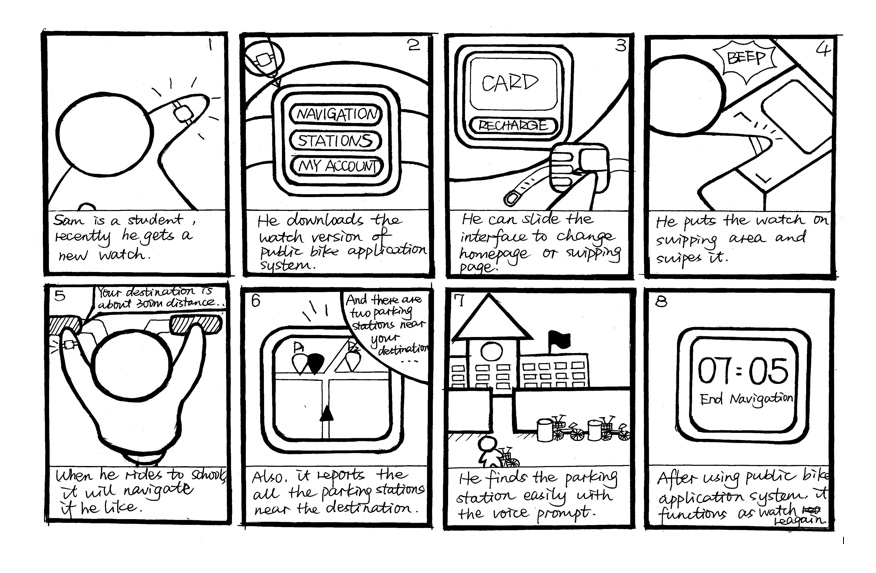 1
Sam is a student,
recently he gets a
new watch.
2
NAVIGATION
STATIONS
MY ACCOUNT
He downloads the
watch version of
public bike application
system.
3
CARD
RECHARGE
He can slide the
interface to change
homepage or swipping
page.
4
BEEP
He puts the watch on
swipping area and
swipes it.
5
Your destination is
about 300m distance..
When he rides to school,
it will navigate
if he like.
6
And there are
two parking
stations near
your
destination
...
P1
P2
Also, it reports the
all the parking stations
near the destination.
7
He finds the parking
station easily with
the voice prompt.
8
07:05
End Navigation
After using public bike
application system, it
functions as watch
reagain.
1